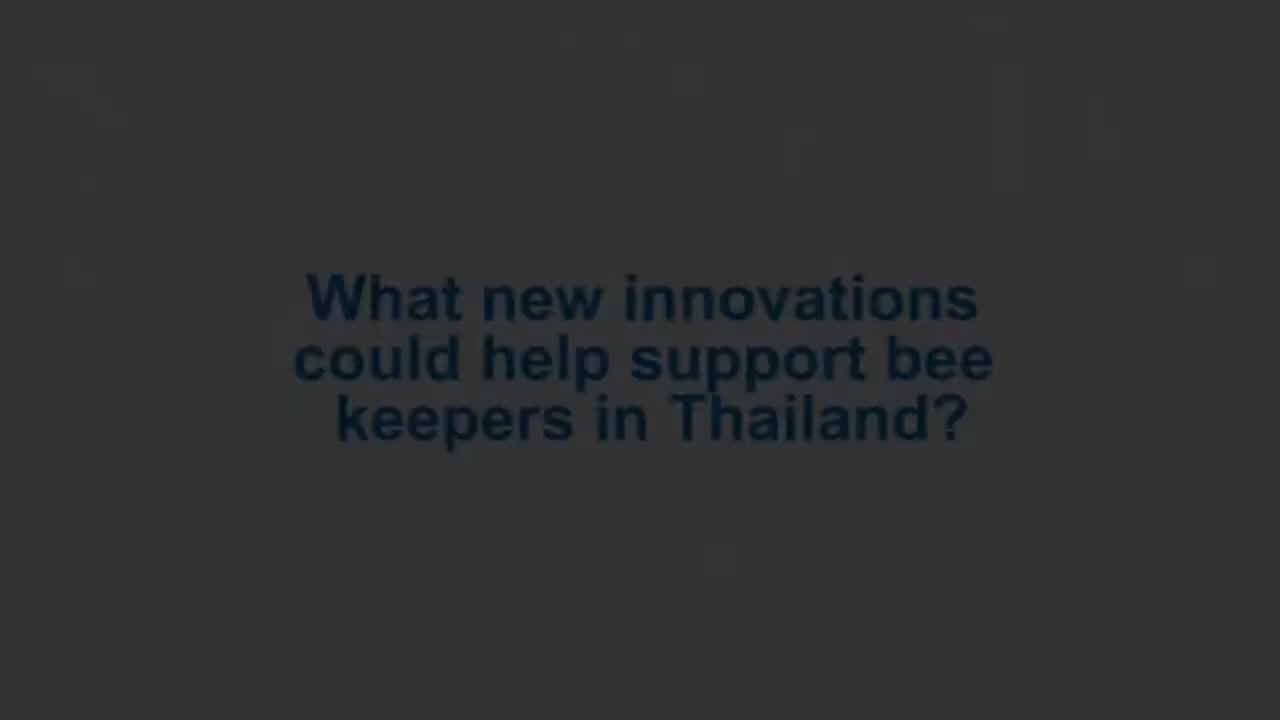 What new innovations
could help support bee
keepers in Thailand?